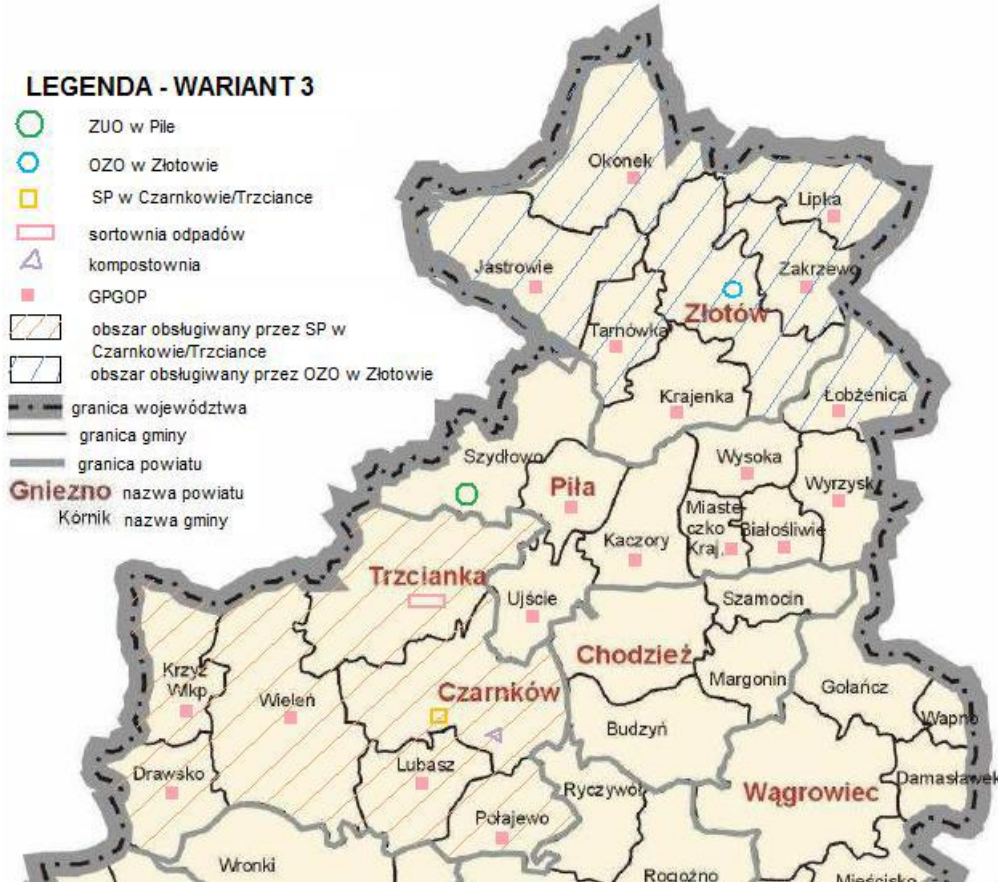 LEGENDA - WARIANT 3
ZUO w Pile
OZO w Złotowie
SP w Czarnkowie/Trzciance
sortownia odpadów
kompostownia
GPGOP
obszar obsługiwany przez SP w
Czarnkowie/Trzciance
obszar obsługiwany przez OZO w Złotowie
granica województwa
granica gminy
granica powiatu
Gniezno nazwa powiatu
Kórnik nazwa gminy
Okonek
Lipka
Jastrowie
Zakrzewo
Złotów
Tarnówka
Krajenka
Łobżenica
Szydłowo
Wysoka
Piła
Wyrzysk
Miaste-
czko
Kraj.
Białośliwie
Kaczory
Trzcianka
Ujście
Szamocin
Chodzież
Krzyż
Wlkp.
Margonin
Gołańcz
Wieleń
Czarnków
Budzyń
Wapno
Drawsko
Lubasz
Damasławek
Ryczywół
Wągrowiec
Połajewo
Wronki
Rogoźno
Mieścisko